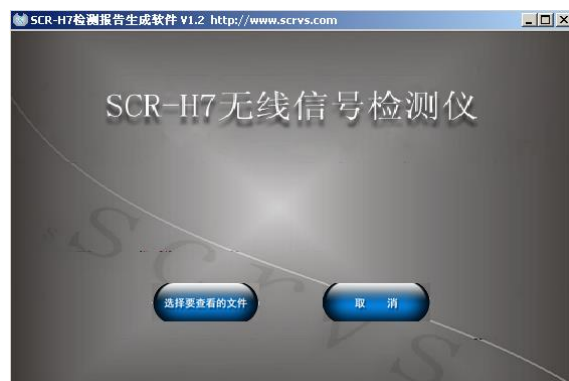 SCR-H7检测报告生成软件 V1.2 http://www.scrvs.com
SCR-H7无线信号检测仪
scrvs
选择要查看的文件
取 消